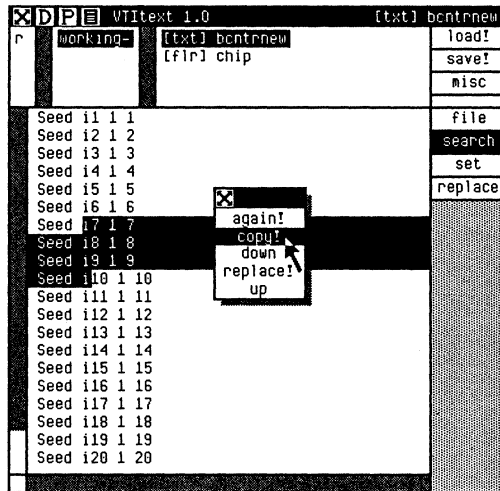 X D P VTItext 1.0 [txt] bcntrnew
r working- [txt] bcntrnew load!
[flr] chip save!
misc
file
search
set
replace
Seed i1 1 1
Seed i2 1 2
Seed i3 1 3
Seed i4 1 4
Seed i5 1 5
Seed i6 1 6
Seed i7 1 7
Seed i8 1 8
Seed i9 1 9
Seed i10 1 10
Seed i11 1 11
Seed i12 1 12
Seed i13 1 13
Seed i14 1 14
Seed i15 1 15
Seed i16 1 16
Seed i17 1 17
Seed i18 1 18
Seed i19 1 19
Seed i20 1 20
again!
copy!
down
replace!
up